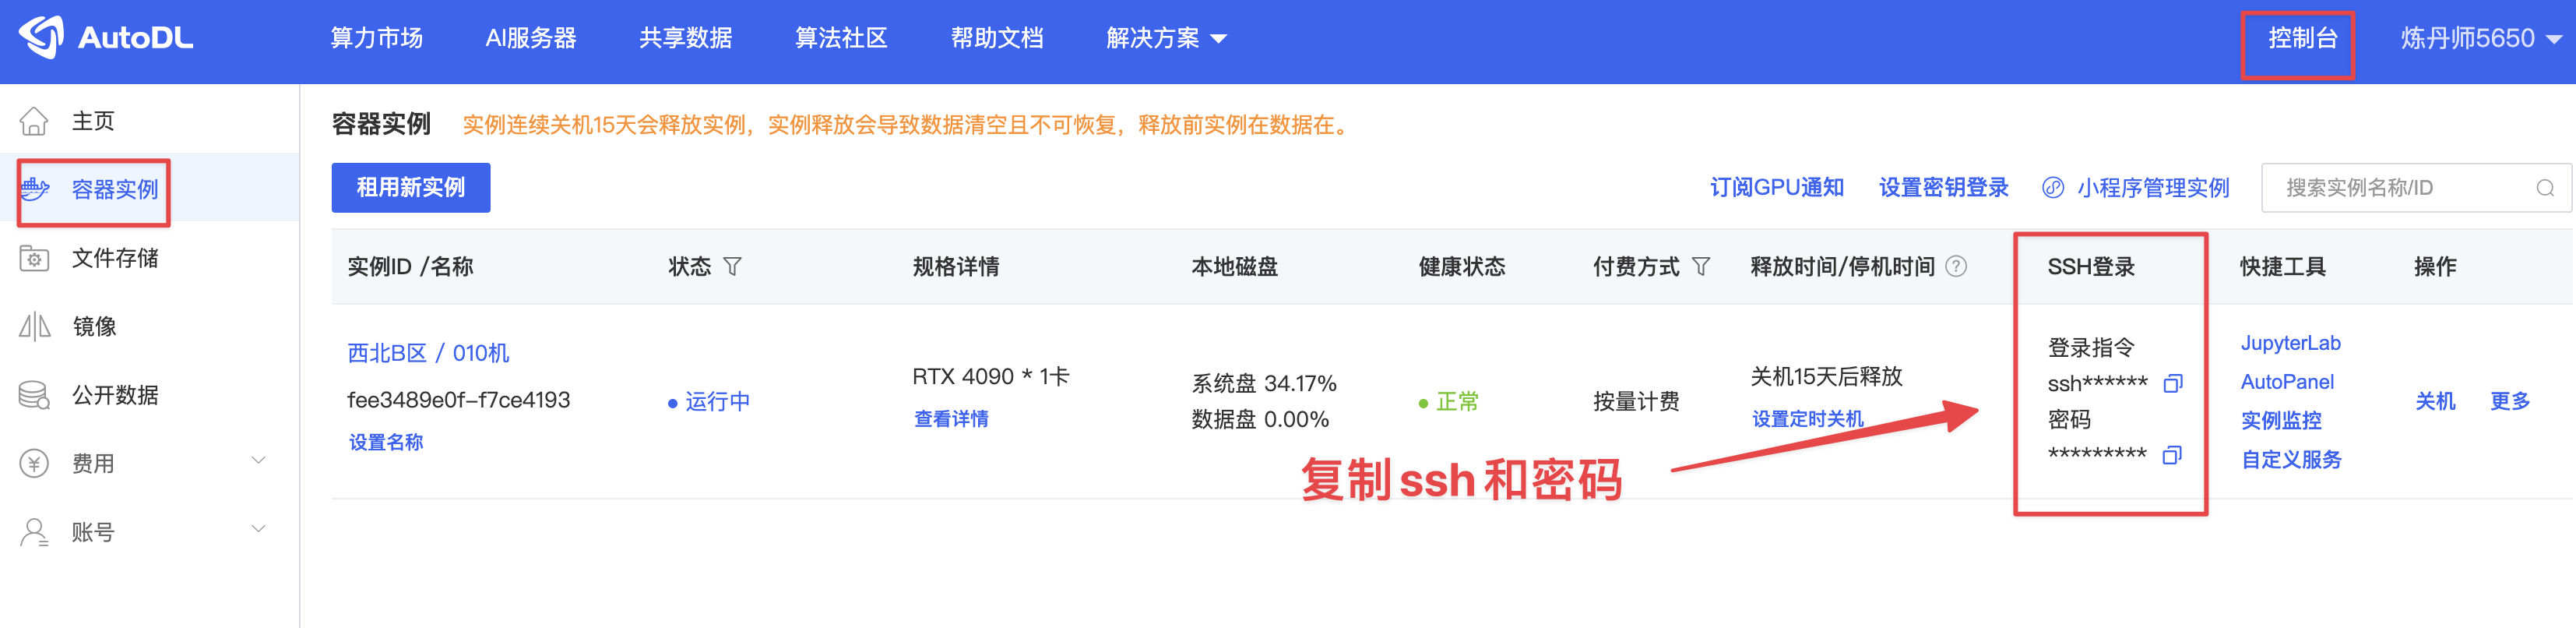 AutoDL 算力市场 AI服务器 共享数据 算法社区 帮助文档 解决方案 控制台 炼丹师5650
主页
容器实例
文件存储
镜像
公开数据
费用
账号
容器实例 实例连续关机15天会释放实例，实例释放会导致数据清空且不可恢复，释放前实例在数据在。
租用新实例 订阅GPU通知 设置密钥登录 小程序管理实例 搜索实例名称/ID
实例ID /名称 状态 规格详情 本地磁盘 健康状态 付费方式 释放时间/停机时间 SSH登录 快捷工具 操作
西北B区 / 010机
fee3489e0f-f7ce4193
设置名称
运行中
RTX 4090 * 1卡
查看详情
系统盘 34.17%
数据盘 0.00%
正常
按量计费
关机15天后释放
设置定时关机
登录指令
ssh******
密码
*********
JupyterLab
AutoPanel
实例监控
自定义服务
关机 更多
复制ssh和密码